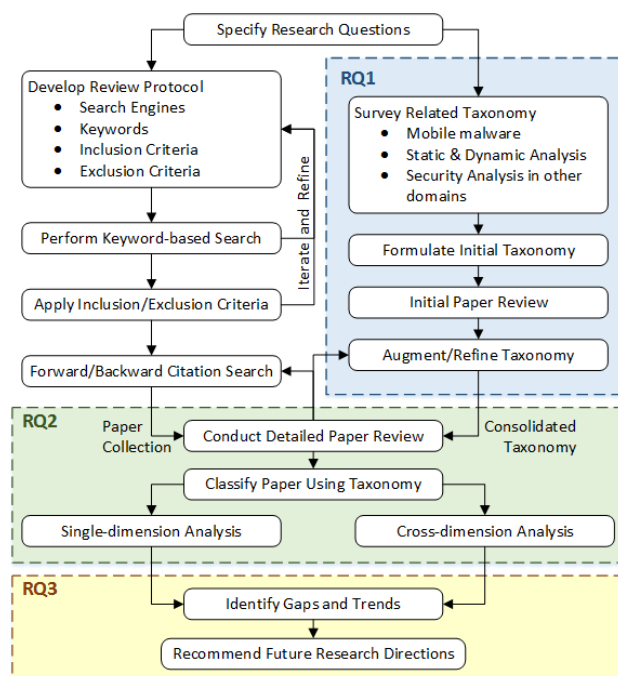 Specify Research Questions
Develop Review Protocol
• Search Engines
• Keywords
• Inclusion Criteria
• Exclusion Criteria
Iterate and Refine
Perform Keyword-based Search
Apply Inclusion/Exclusion Criteria
Forward/Backward Citation Search
RQ1
Survey Related Taxonomy
• Mobile malware
• Static & Dynamic Analysis
• Security Analysis in other
domains
Formulate Initial Taxonomy
Initial Paper Review
Augment/Refine Taxonomy
RQ2
Paper
Collection
Conduct Detailed Paper Review
Consolidated
Taxonomy
Classify Paper Using Taxonomy
Single-dimension Analysis
Cross-dimension Analysis
RQ3
Identify Gaps and Trends
Recommend Future Research Directions